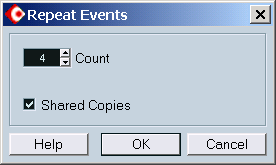 Repeat Events
4 Count
Shared Copies
Help OK Cancel